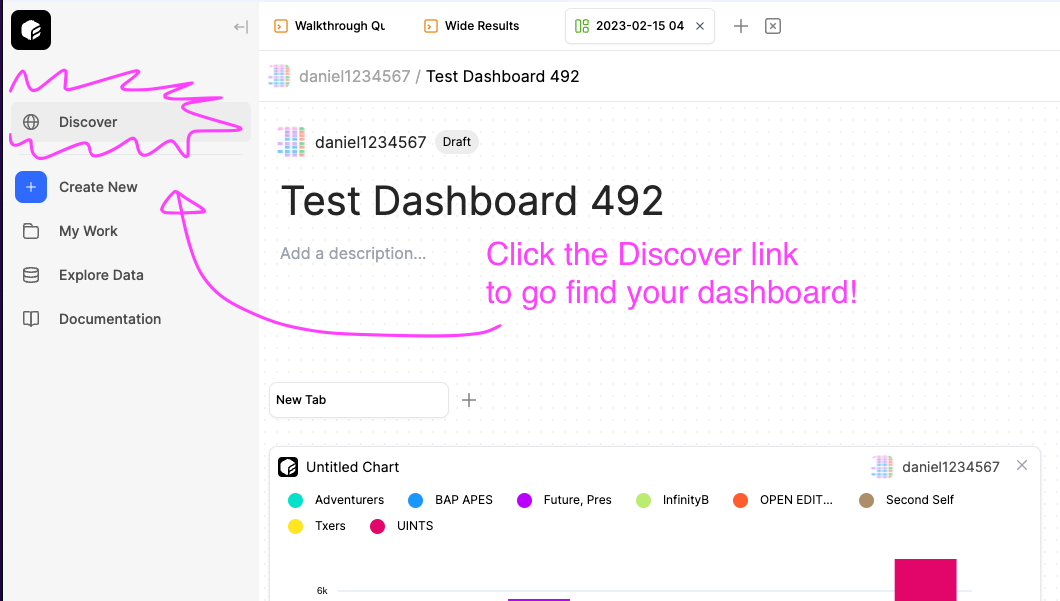 Walkthrough Qu
Wide Results
2023-02-15 04
daniel1234567 / Test Dashboard 492
Discover
daniel1234567 Draft
Create New
Test Dashboard 492
My Work
Add a description...
Click the Discover link
to go find your dashboard!
Explore Data
Documentation
New Tab
Untitled Chart
daniel1234567
Adventurers BAP APES Future, Pres InfinityB OPEN EDIT... Second Self
Txers UINTS
6k